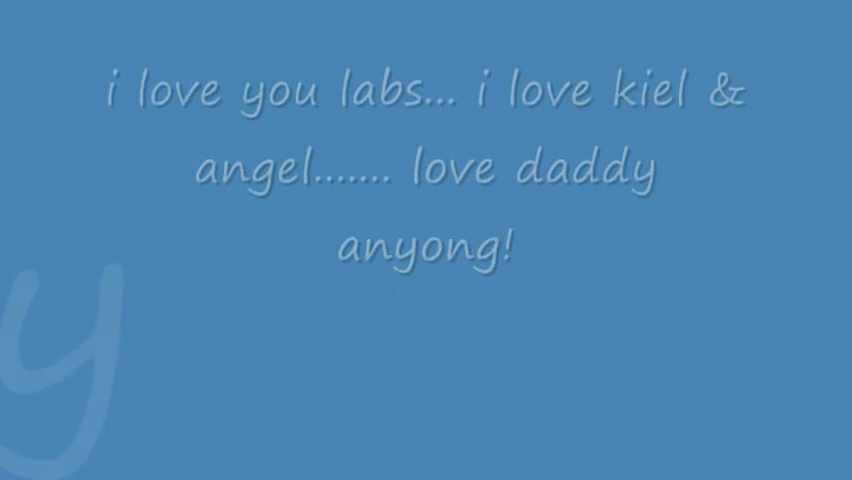 i love you labs... i love kiel &
angel....... love daddy
anyong!
y